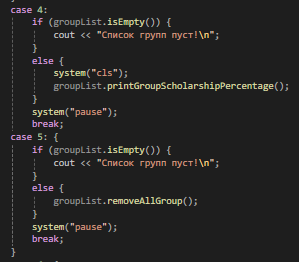 case 4:
    if (groupList.isEmpty()) {
        cout << "Список групп пуст!\n";
    }
    else {
        system("cls");
        groupList.printGroupScholarshipPercentage();
    }
    system("pause");
    break;
case 5: {
    if (groupList.isEmpty()) {
        cout << "Список групп пуст!\n";
    }
    else {
        groupList.removeAllGroup();
    }
    system("pause");
    break;
}